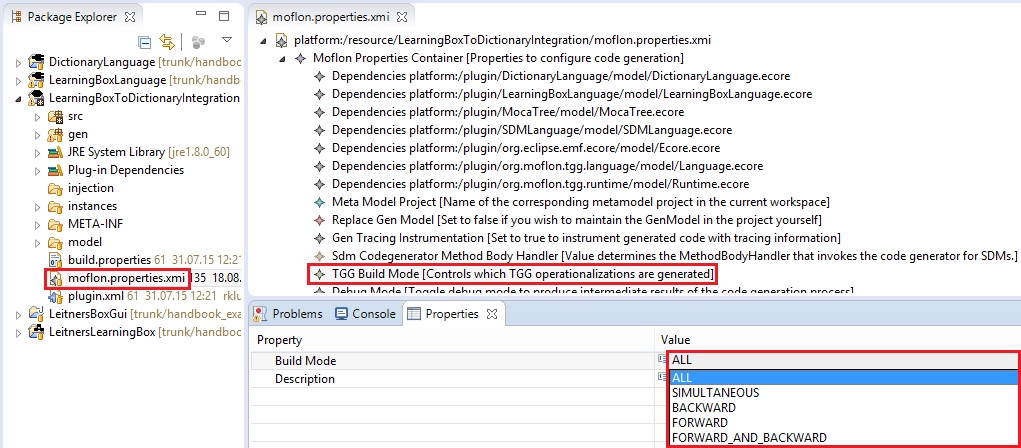 Package Explorer
DictionaryLanguage [trunk/handbook
LearningBoxLanguage [trunk/handbo
LearningBoxToDictionaryIntegration
src
gen
JRE System Library [jre1.8.0_60]
Plug-in Dependencies
injection
instances
META-INF
model
build.properties 61 31.07.15 12:21
moflon.properties.xmi 135 18.08.
plugin.xml 61 31.07.15 12:21 rklu
LeitnersBoxGui [trunk/handbook_exa
LeitnersLearningBox [trunk/handbo
moflon.properties.xmi
platform:/resource/LearningBoxToDictionaryIntegration/moflon.properties.xmi
Moflon Properties Container [Properties to configure code generation]
Dependencies platform:/plugin/DictionaryLanguage/model/DictionaryLanguage.ecore
Dependencies platform:/plugin/LearningBoxLanguage/model/LearningBoxLanguage.ecore
Dependencies platform:/plugin/MocaTree/model/MocaTree.ecore
Dependencies platform:/plugin/SDMLanguage/model/SDMLanguage.ecore
Dependencies platform:/plugin/org.eclipse.emf.ecore/model/Ecore.ecore
Dependencies platform:/plugin/org.moflon.tgg.language/model/Language.ecore
Dependencies platform:/plugin/org.moflon.tgg.runtime/model/Runtime.ecore
Meta Model Project [Name of the corresponding metamodel project in the current workspace]
Replace Gen Model [Set to false if you wish to maintain the GenModel in the project yourself]
Gen Tracing Instrumentation [Set to true to instrument generated code with tracing information]
Sdm Codegenerator Method Body Handler [Value determines the MethodBodyHandler that invokes the code generator for SDMs.]
TGG Build Mode [Controls which TGG operationalizations are generated]
Debug Mode [Toggle debug mode to produce intermediate results of the code generation process]
Problems Console Properties
Property Value
Build Mode ALL
Description ALL
SIMULTANEOUS
BACKWARD
FORWARD
FORWARD_AND_BACKWARD